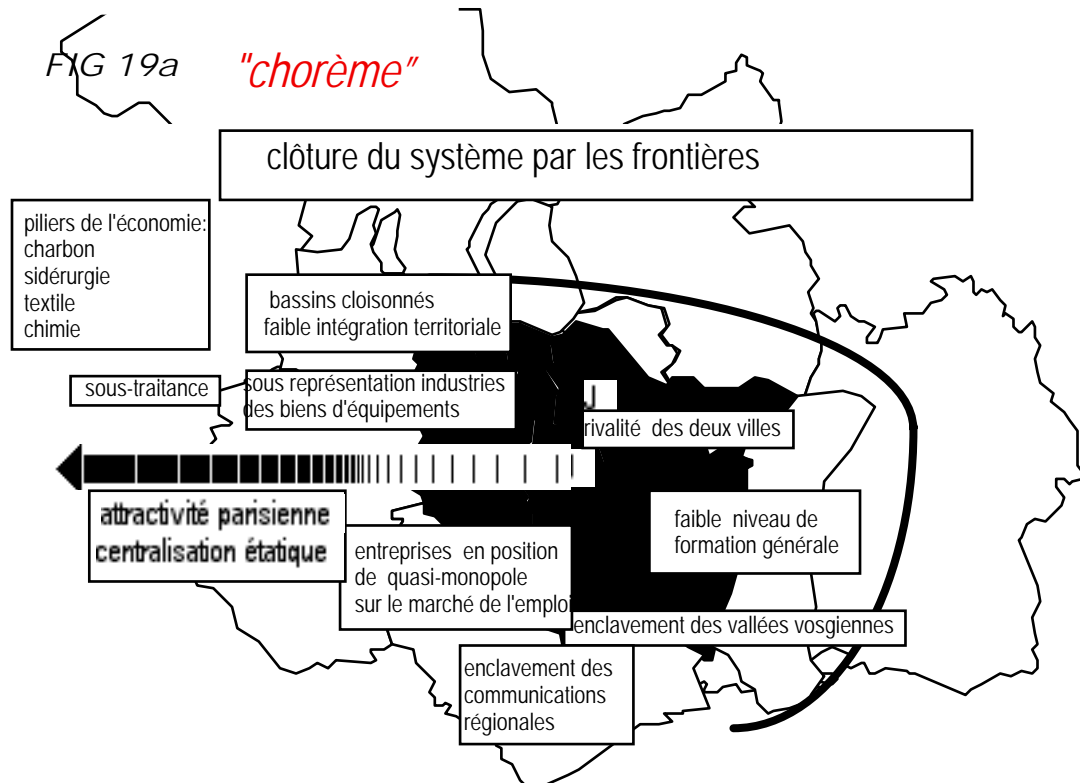 FIG 19a
"chorème"
clôture du système par les frontières
piliers de l'économie:
charbon
sidérurgie
textile
chimie
bassins cloisonnés
faible intégration territoriale
sous-traitance
sous représentation industries
des biens d'équipements
rivalité des deux villes
attractivité parisienne
centralisation étatique
faible niveau de
formation générale
entreprises en position
de quasi-monopole
sur le marché de l'emploi
enclavement des vallées vosgiennes
enclavement des
communications
régionales